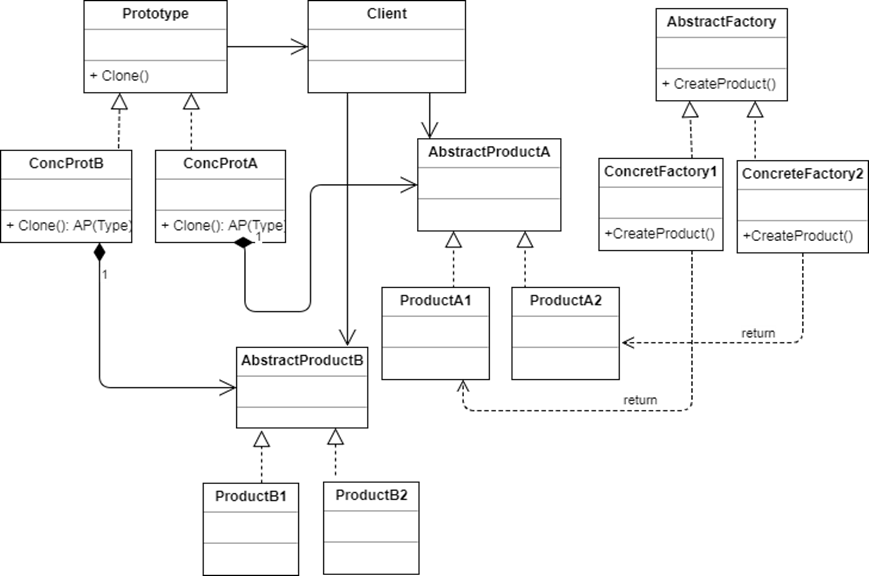 Prototype
+ Clone()
Client
AbstractFactory
+ CreateProduct()
ConcProtB
+ Clone(): AP(Type)
1
ConcProtA
+ Clone(): AP(Type)
1
AbstractProductA
ConcretFactory1
+CreateProduct()
ConcreteFactory2
+CreateProduct()
ProductA1
ProductA2
return
return
AbstractProductB
ProductB1
ProductB2